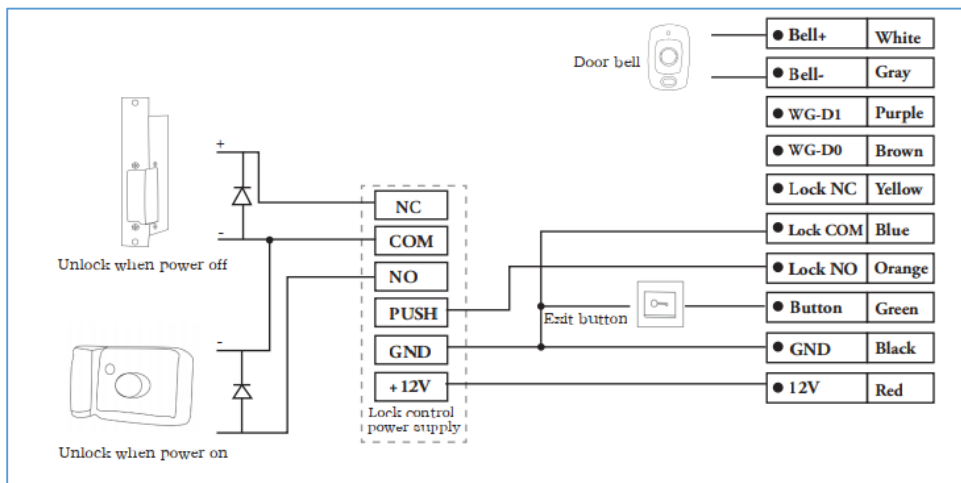 Bell+ White
Door bell
Bell- Gray
WG-D1 Purple
WG-D0 Brown
+
Lock NC Yellow
NC
-
COM
Lock COM Blue
Unlock when power off
NO
Lock NO Orange
PUSH
Exit button
Button Green
-
GND
GND Black
+12V
12V Red
Lock control
power supply
Unlock when power on